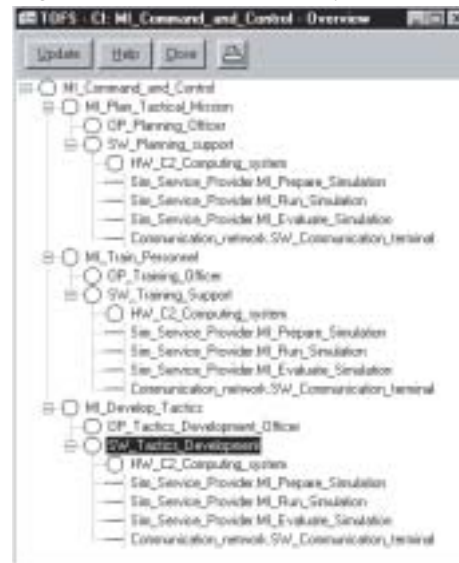 TOFS - CI: MI_Command_and_Control - Overview
Update Help Close
MI_Command_and_Control
MI_Plan_Tactical_Mission
OP_Planning_Officer
SW_Planning_support
HW_C2_Computing_system
Sim_Service_Provider.MI_Prepare_Simulation
Sim_Service_Provider.MI_Run_Simulation
Sim_Service_Provider.MI_Evaluate_Simulation
Communication_network.SW_Communication_terminal
MI_Train_Personnel
OP_Training_Officer
SW_Training_Support
HW_C2_Computing_system
Sim_Service_Provider.MI_Prepare_Simulation
Sim_Service_Provider.MI_Run_Simulation
Sim_Service_Provider.MI_Evaluate_Simulation
Communication_network.SW_Communication_terminal
MI_Develop_Tactics
OP_Tactics_Development_Officer
SW_Tactics_Development
HW_C2_Computing_system
Sim_Service_Provider.MI_Prepare_Simulation
Sim_Service_Provider.MI_Run_Simulation
Sim_Service_Provider.MI_Evaluate_Simulation
Communication_network.SW_Communication_terminal